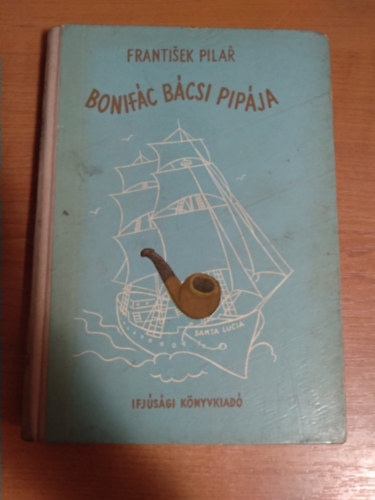 FRANTIŠEK PILAŘ
BONIFÁC BÁCSI PIPÁJA
SANTA LUCIA
IFJÚSÁGI KÖNYVKIADÓ